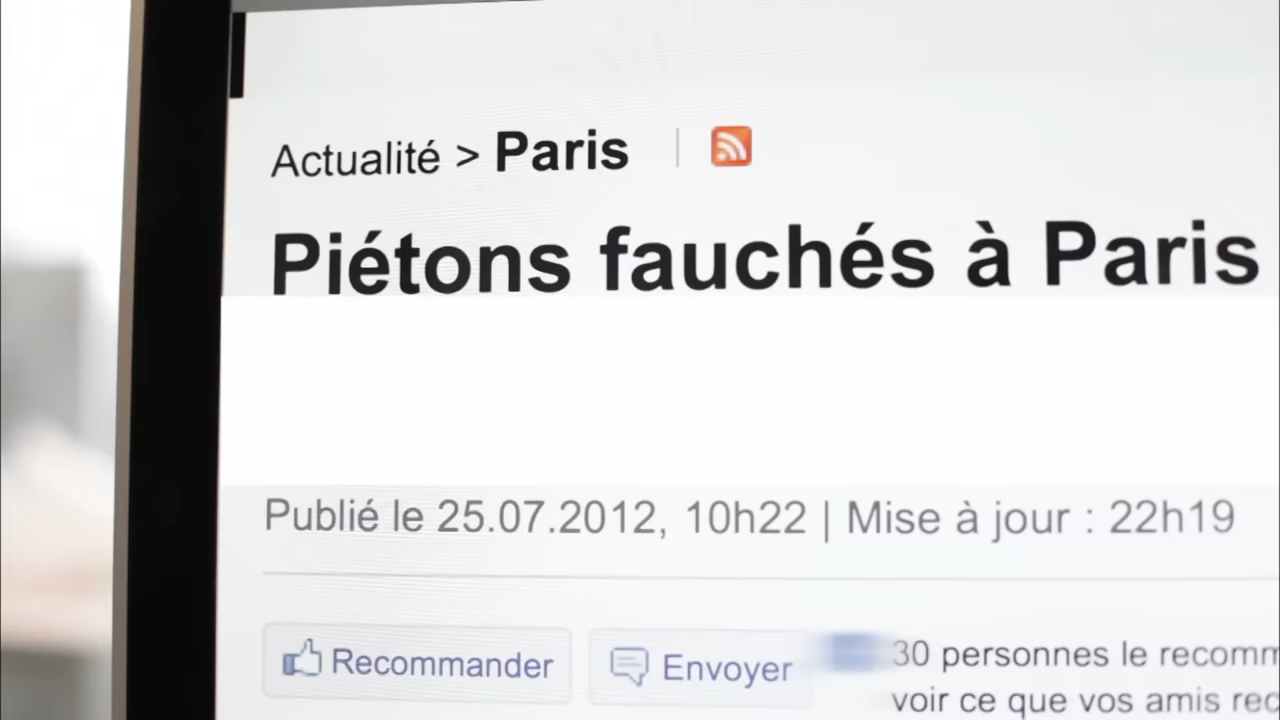 Actualité > Paris |
Piétons fauchés à Paris
Publié le 25.07.2012, 10h22 | Mise à jour : 22h19
Recommander
Envoyer
30 personnes le recomm
voir ce que vos amis rec